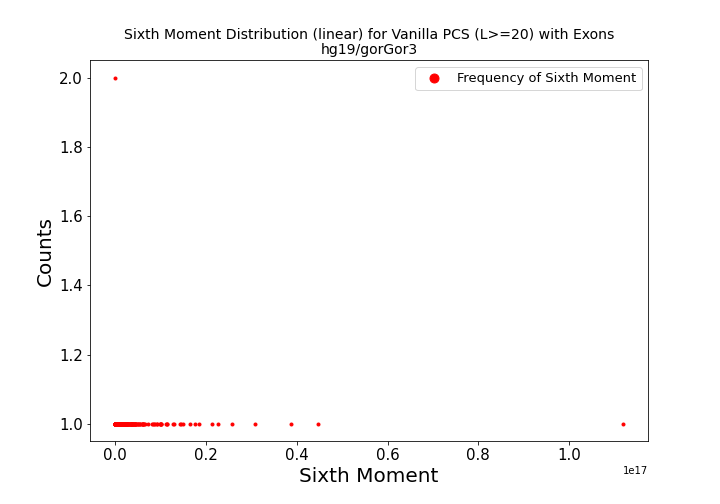 Sixth Moment Distribution (linear) for Vanilla PCS (L>=20) with Exons
hg19/gorGor3
Frequency of Sixth Moment
2.0
1.8
1.6
1.4
1.2
1.0
Counts
0.0 0.2 0.4 0.6 0.8 1.0
1e17
Sixth Moment